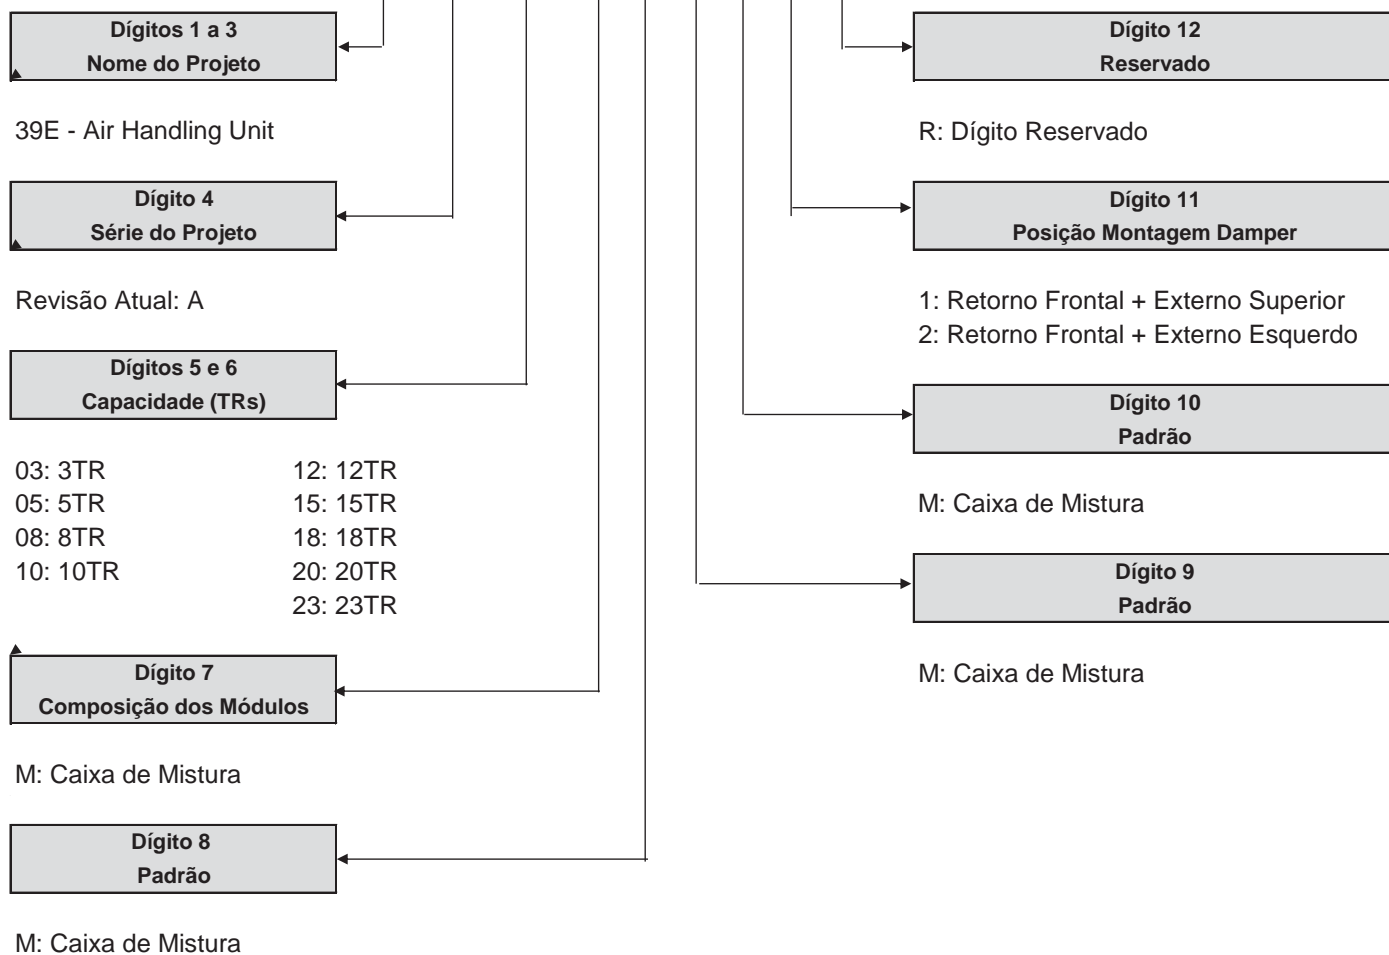 Dígitos 1 a 3
Nome do Projeto
39E - Air Handling Unit
Dígito 4
Série do Projeto
Revisão Atual: A
Dígitos 5 e 6
Capacidade (TRs)
03: 3TR
05: 5TR
08: 8TR
10: 10TR
12: 12TR
15: 15TR
18: 18TR
20: 20TR
23: 23TR
Dígito 7
Composição dos Módulos
M: Caixa de Mistura
Dígito 8
Padrão
M: Caixa de Mistura
Dígito 12
Reservado
R: Dígito Reservado
Dígito 11
Posição Montagem Damper
1: Retorno Frontal + Externo Superior
2: Retorno Frontal + Externo Esquerdo
Dígito 10
Padrão
M: Caixa de Mistura
Dígito 9
Padrão
M: Caixa de Mistura